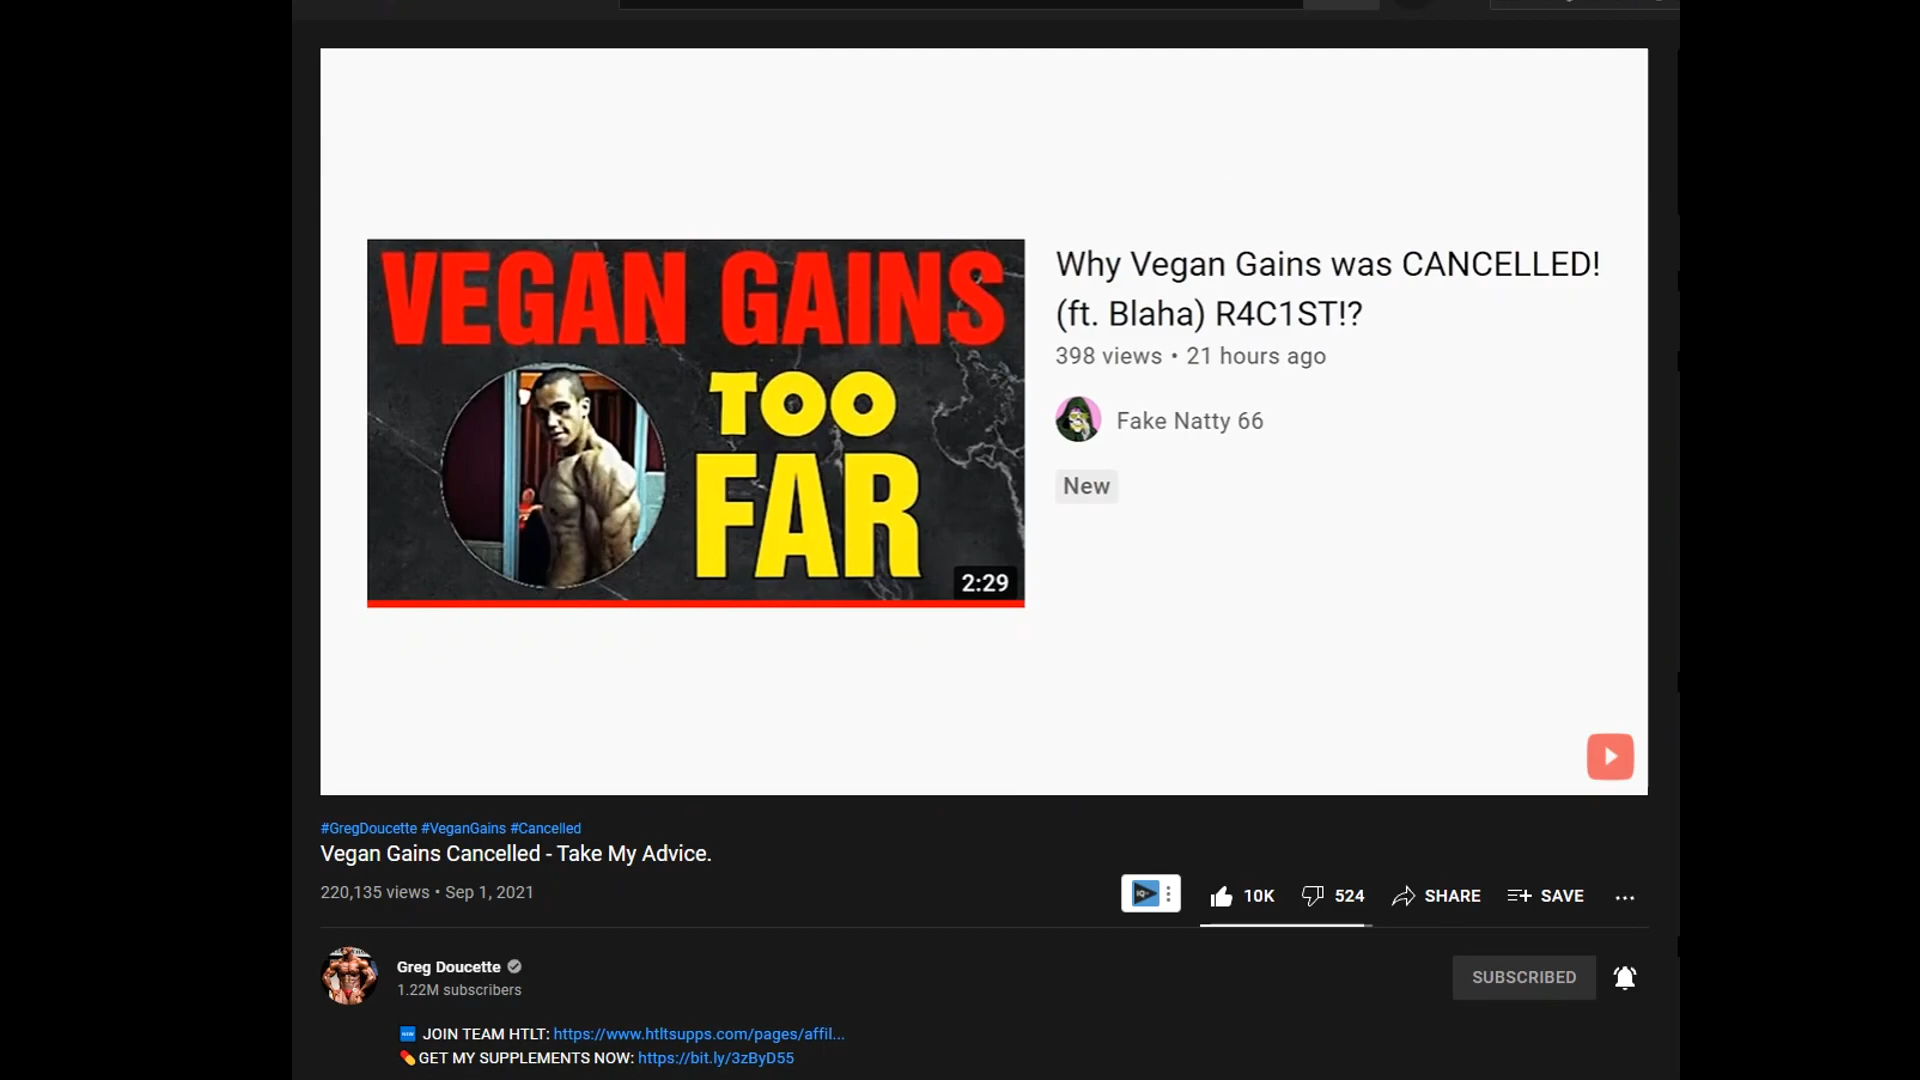 VEGAN GAINS
TOO
FAR
2:29
Why Vegan Gains was CANCELLED!
(ft. Blaha) R4C1ST!?
398 views • 21 hours ago
Fake Natty 66
New
#GregDoucette #VeganGains #Cancelled
Vegan Gains Cancelled - Take My Advice.
220,135 views • Sep 1, 2021
10K 524 SHARE SAVE
Greg Doucette
1.22M subscribers
SUBSCRIBED
JOIN TEAM HTLT: https://www.htltsupps.com/pages/affil...
GET MY SUPPLEMENTS NOW: https://bit.ly/3zByD55